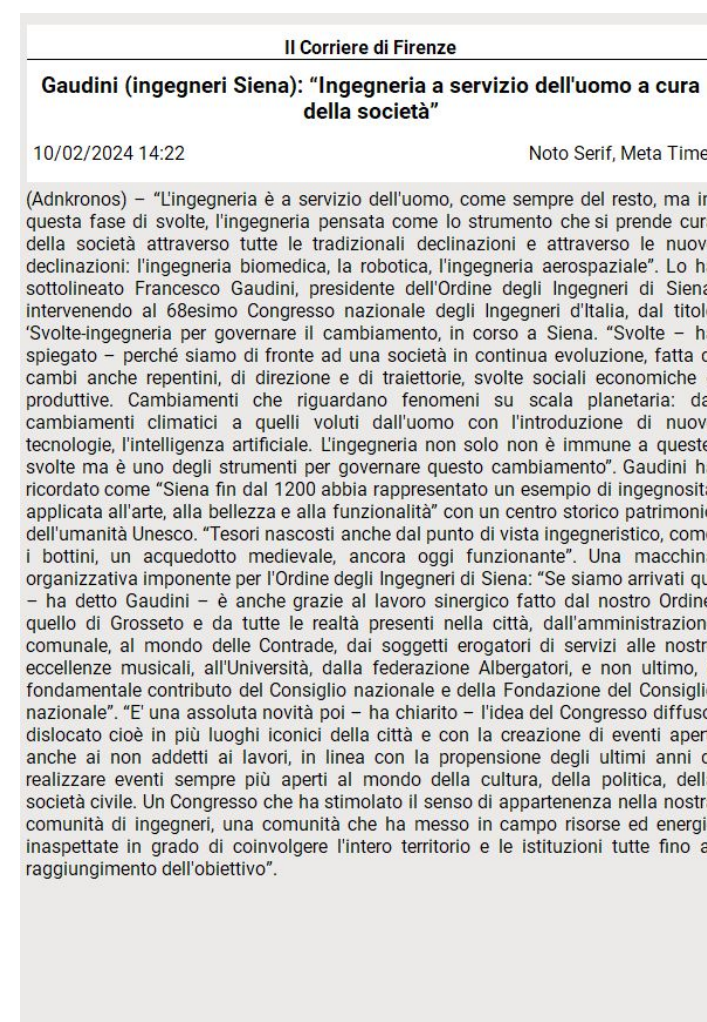 Il Corriere di Firenze
Gaudini (ingegneri Siena): “Ingegneria a servizio dell'uomo a cura
della società”
10/02/2024 14:22 Noto Serif, Meta Time
(Adnkronos) – “L'ingegneria è a servizio dell'uomo, come sempre del resto, ma in
questa fase di svolte, l'ingegneria pensata come lo strumento che si prende cura
della società attraverso tutte le tradizionali declinazioni e attraverso le nuov
declinazioni: l'ingegneria biomedica, la robotica, l'ingegneria aerospaziale”. Lo ha
sottolineato Francesco Gaudini, presidente dell'Ordine degli Ingegneri di Siena
intervenendo al 68esimo Congresso nazionale degli Ingegneri d'Italia, dal titol
‘Svolte-ingegneria per governare il cambiamento, in corso a Siena. “Svolte – ha
spiegato – perché siamo di fronte ad una società in continua evoluzione, fatta d
cambi anche repentini, di direzione e di traiettorie, svolte sociali economiche
produttive. Cambiamenti che riguardano fenomeni su scala planetaria: da
cambiamenti climatici a quelli voluti dall'uomo con l'introduzione di nuov
tecnologie, l'intelligenza artificiale. L'ingegneria non solo non è immune a queste
svolte ma è uno degli strumenti per governare questo cambiamento”. Gaudini ha
ricordato come “Siena fin dal 1200 abbia rappresentato un esempio di ingegnosità
applicata all'arte, alla bellezza e alla funzionalità” con un centro storico patrimonio
dell'umanità Unesco. “Tesori nascosti anche dal punto di vista ingegneristico, come
i bottini, un acquedotto medievale, ancora oggi funzionante”. Una macchina
organizzativa imponente per l'Ordine degli Ingegneri di Siena: “Se siamo arrivati qu
– ha detto Gaudini – è anche grazie al lavoro sinergico fatto dal nostro Ordine
quello di Grosseto e da tutte le realtà presenti nella città, dall'amministrazion
comunale, al mondo delle Contrade, dai soggetti erogatori di servizi alle nostr
eccellenze musicali, all'Università, dalla federazione Albergatori, e non ultimo,
fondamentale contributo del Consiglio nazionale e della Fondazione del Consigli
nazionale”. “E' una assoluta novità poi – ha chiarito – l'idea del Congresso diffuso
dislocato cioè in più luoghi iconici della città e con la creazione di eventi apert
anche ai non addetti ai lavori, in linea con la propensione degli ultimi anni d
realizzare eventi sempre più aperti al mondo della cultura, della politica, dell
società civile. Un Congresso che ha stimolato il senso di appartenenza nella nostra
comunità di ingegneri, una comunità che ha messo in campo risorse ed energi
inaspettate in grado di coinvolgere l'intero territorio e le istituzioni tutte fino a
raggiungimento dell'obiettivo”.